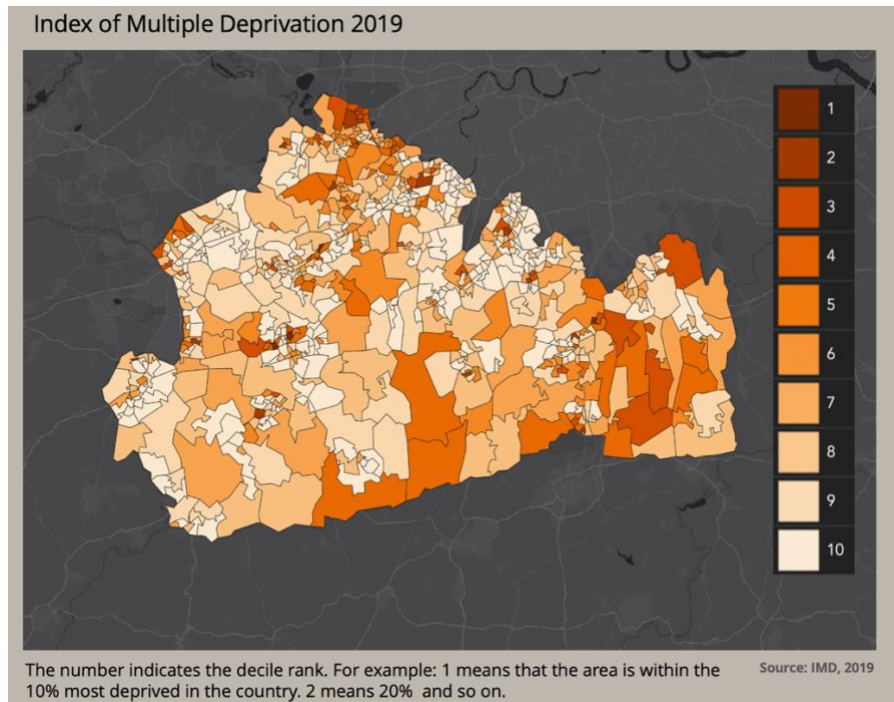 Index of Multiple Deprivation 2019
1
2
3
4
5
6
7
8
9
10
The number indicates the decile rank. For example: 1 means that the area is within the
10% most deprived in the country. 2 means 20% and so on.
Source: IMD, 2019